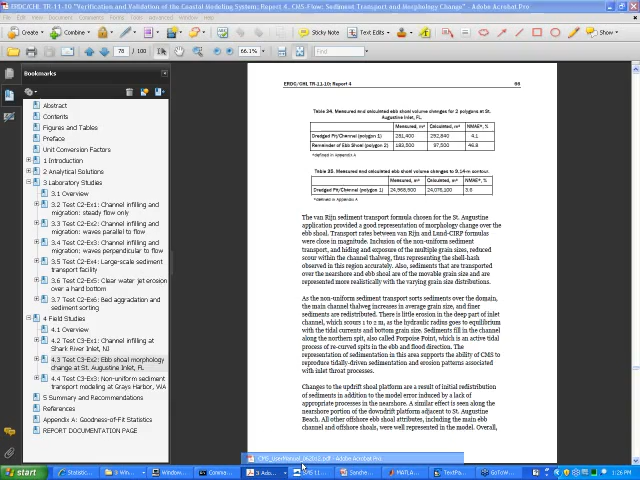 ERDC/CHL TR-11-10 "Verification and Validation of the Coastal Modeling System: Report 4, CMS-Flow: Sediment Transport and Morphology Change" - Adobe Acrobat Pro
File Edit View Document Comments Forms Tools Advanced Window Help
Create Combine Sticky Note Text Edits Show
78 / 100 66.1% Find
Bookmarks
Abstract
Contents
Figures and Tables
Preface
Unit Conversion Factors
1 Introduction
2 Analytical Solutions
3 Laboratory Studies
3.1 Overview
3.2 Test C2-Ex1: Channel infilling and
migration: steady flow only
3.3 Test C2-Ex2: Channel infilling and
migration: waves parallel to flow
3.4 Test C2-Ex3: Channel infilling and
migration: waves perpendicular to flow
3.5 Test C2-Ex4: Large-scale sediment
transport facility
3.6 Test C2-Ex5: Clear water jet erosion
over a hard bottom
3.7 Test C2-Ex6: Bed aggradation and
sediment sorting
4 Field Studies
4.1 Overview
4.2 Test C3-Ex1: Channel infilling at
Shark River Inlet, NJ
4.3 Test C3-Ex2: Ebb shoal morphology
change at St. Augustine Inlet, FL
4.4 Test C3-Ex3: Non-uniform sediment
transport modeling at Grays Harbor, WA
5 Summary and Recommendations
References
Appendix A: Goodness-of-Fit Statistics
REPORT DOCUMENTATION PAGE
ERDC/CHL TR-11-10: Report 4 66
Table 34. Measured and calculated ebb shoal volume changes for 2 polygons at St.
Augustine Inlet, FL.
Measured, m³ Calculated, m³ NMAE*, %
Dredged Pit/Channel (polygon 1) 281,400 292,840 4.1
Remainder of Ebb Shoal (polygon 2) 183,500 97,500 46.8
*defined in Appendix A
Table 35. Measured and calculated ebb shoal volume changes to 9.14-m contour.
Measured, m³ Calculated, m³ NMAE*, %
Dredged Pit/Channel (polygon 1) 24,968,900 24,076,100 3.6
*defined in Appendix A
The van Rijn sediment transport formula chosen for the St. Augustine
application provided a good representation of morphology change over the
ebb shoal. Transport rates between van Rijn and Lund-CIRP formulas
were close in magnitude. Inclusion of the non-uniform sediment
transport, and hiding and exposure of the multiple grain sizes, reduced
scour within the channel thalweg, thus representing the shell-hash
observed in this region accurately. Also, sediments that are transported
over the nearshore and ebb shoal are of the movable grain size and are
represented more realistically with the varying grain size distributions.
As the non-uniform sediment transport sorts sediments over the domain,
the main channel thalweg increases in average grain size, and finer
sediments are redistributed. There is little erosion in the deep part of inlet
channel, which scours 1 to 2 m, as the hydraulic radius goes to equilibrium
with the tidal currents and bottom grain size. Sediments fill in the channel
along the northern spit, also called Porpoise Point, which is an active tidal
process of re-curved spits in the ebb and flood direction. The
representation of sedimentation in this area supports the ability of CMS to
reproduce tidally-driven sedimentation and erosion patterns associated
with inlet throat processes.
Changes to the updrift shoal platform are a result of initial redistribution
of sediments in addition to the model error induced by a lack of
appropriate processes in the nearshore. A similar effect is seen along the
nearshore portion of the downdrift platform adjacent to St. Augustine
Beach. All other offshore ebb shoal attributes, including the main ebb
channel and offshore bars, were well represented in the model. Overall,
CMS_UserManual_062012.pdf - Adobe Acrobat Pro
start Statistic... 3 Win... Window... Comma... 3 Ado... SMS 11... Sanche... MATLA... TextPa... GoToW... 1:26 PM